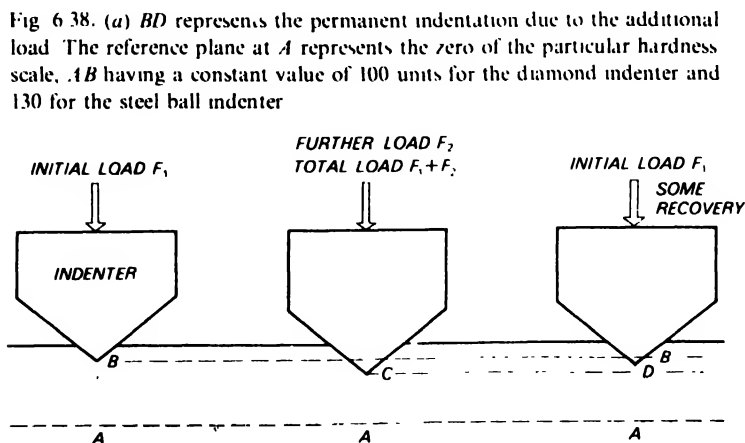 Fig 6 38. (a) BD represents the permanent indentation due to the additional
load The reference plane at A represents the zero of the particular hardness
scale, AB having a constant value of 100 units for the diamond indenter and
130 for the steel ball indenter
FURTHER LOAD F₂
INITIAL LOAD F₁ TOTAL LOAD F₁+F₂ INITIAL LOAD F₁
SOME
RECOVERY
INDENTER
B C B
D
A A A